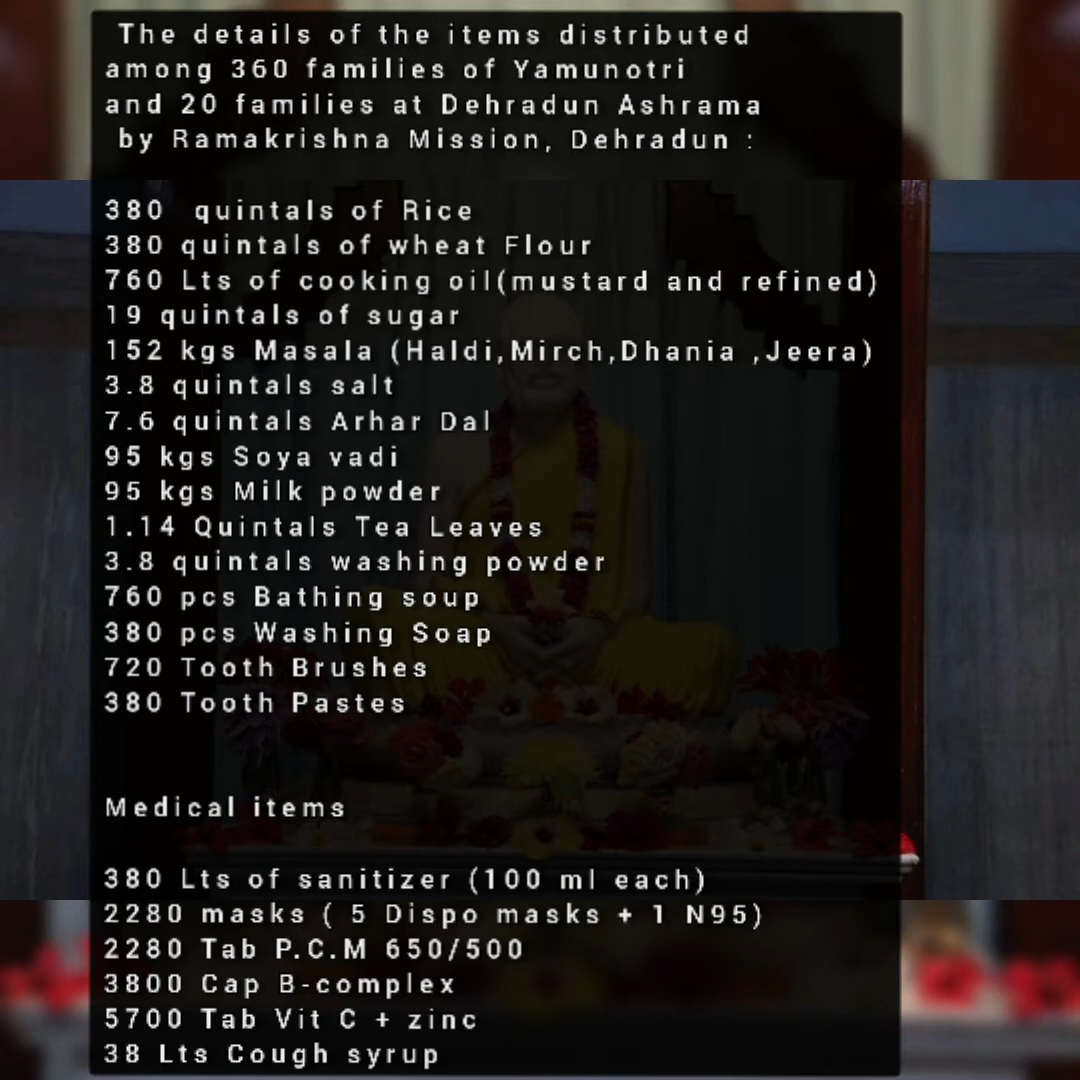 The details of the items distributed
among 360 families of Yamunotri
and 20 families at Dehradun Ashrama
by Ramakrishna Mission, Dehradun :
380 quintals of Rice
380 quintals of wheat Flour
760 Lts of cooking oil(mustard and refined)
19 quintals of sugar
152 kgs Masala (Haldi,Mirch,Dhania ,Jeera)
3.8 quintals salt
7.6 quintals Arhar Dal
95 kgs Soya vadi
95 kgs Milk powder
1.14 Quintals Tea Leaves
3.8 quintals washing powder
760 pcs Bathing soup
380 pcs Washing Soap
720 Tooth Brushes
380 Tooth Pastes
Medical items
380 Lts of sanitizer (100 ml each)
2280 masks ( 5 Dispo masks + 1 N95)
2280 Tab P.C.M 650/500
3800 Cap B-complex
5700 Tab Vit C + zinc
38 Lts Cough syrup